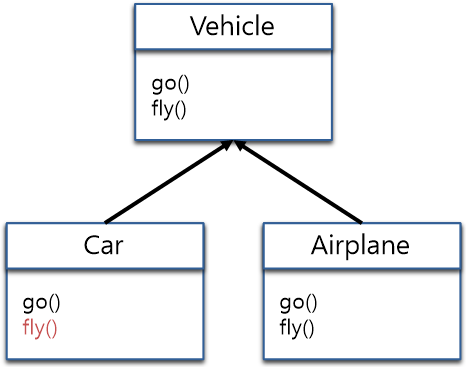 Vehicle
go()
fly()
Car
go()
fly()
Airplane
go()
fly()